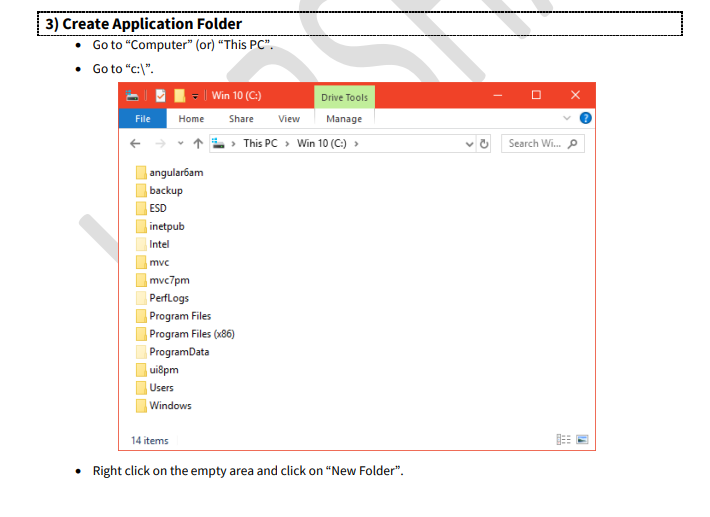 3) Create Application Folder
• Go to “Computer” (or) “This PC”.
• Go to “c:\”.
Win 10 (C:)
Drive Tools
File Home Share View Manage
This PC › Win 10 (C:) ›
Search Wi...
angular6am
backup
ESD
inetpub
Intel
mvc
mvc7pm
PerfLogs
Program Files
Program Files (x86)
ProgramData
ui8pm
Users
Windows
14 items
• Right click on the empty area and click on “New Folder”.